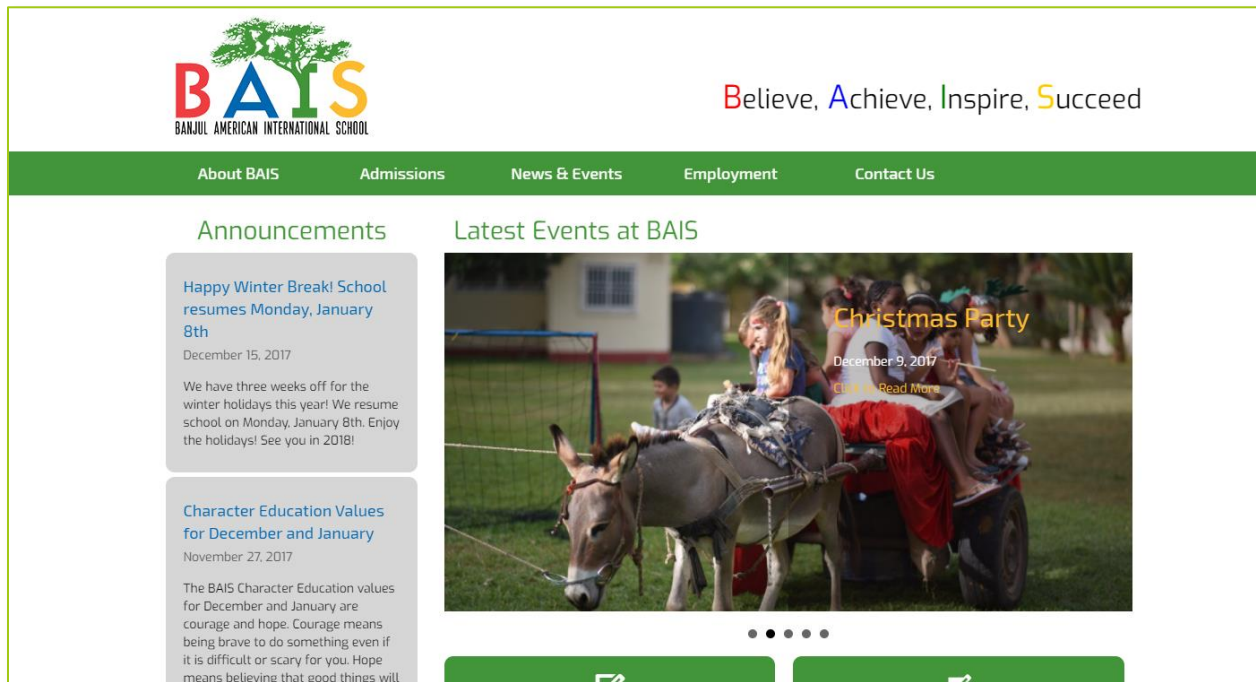 BAIS
BANJUL AMERICAN INTERNATIONAL SCHOOL
Believe, Achieve, Inspire, Succeed
About BAIS
Admissions
News & Events
Employment
Contact Us
Announcements
Happy Winter Break! School
resumes Monday, January
8th
December 15, 2017
We have three weeks off for the
winter holidays this year! We resume
school on Monday, January 8th. Enjoy
the holidays! See you in 2018!
Character Education Values
for December and January
November 27, 2017
The BAIS Character Education values
for December and January are
courage and hope. Courage means
being brave to do something even if
it is difficult or scary for you. Hope
means believing that good things will
Latest Events at BAIS
Christmas Party
December 9, 2017
Click to Read More